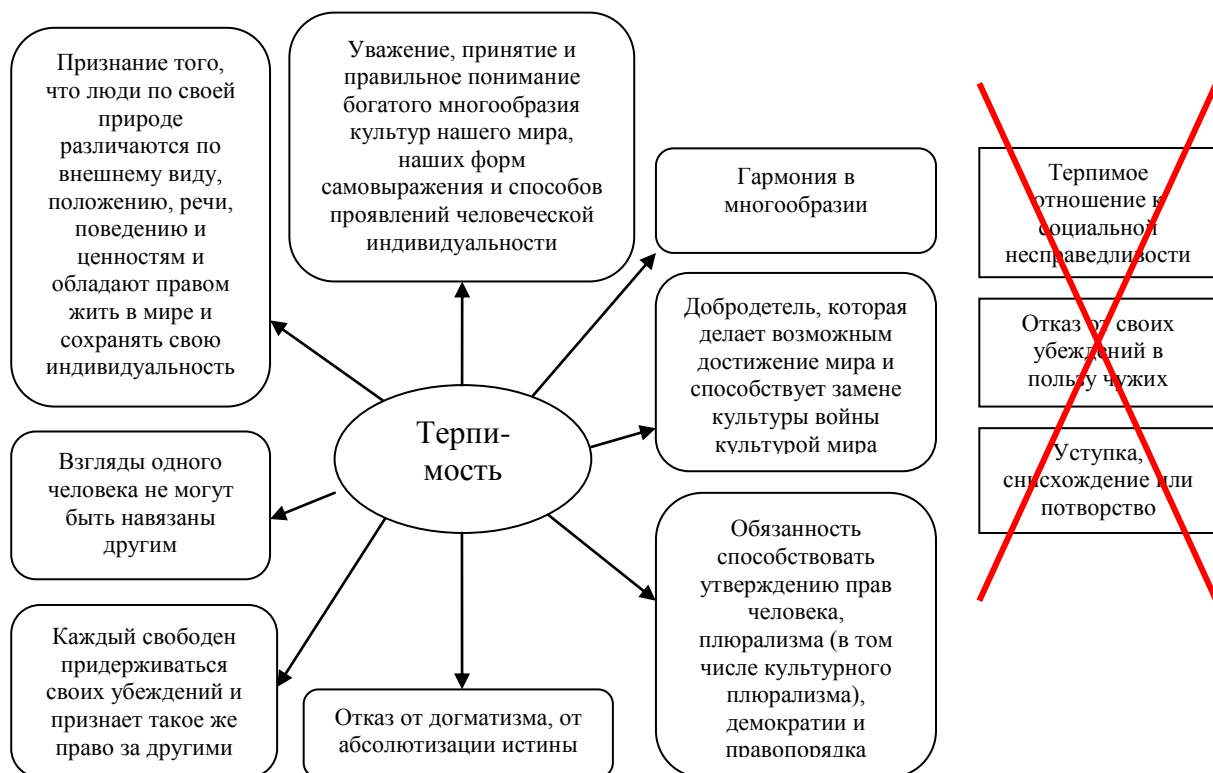 Признание того,
что люди по своей
природе
различаются по
внешнему виду,
положению, речи,
поведению и
ценностям и
обладают правом
жить в мире и
сохранять свою
индивидуальность
Уважение, принятие и
правильное понимание
богатого многообразия
культур нашего мира,
наших форм
самовыражения и способов
проявлений человеческой
индивидуальности
Гармония в
многообразии
Добродетель, которая
делает возможным
достижение мира и
способствует замене
культуры войны
культурой мира
Терпи-
мость
Взгляды одного
человека не могут
быть навязаны
другим
Каждый свободен
придерживаться
своих убеждений и
признает такое же
право за другими
Отказ от догматизма, от
абсолютизации истины
Обязанность
способствовать
утверждению прав
человека,
плюрализма (в том
числе культурного
плюрализма),
демократии и
правопорядка
Терпимое
отношение к
социальной
несправедливости
Отказ от своих
убеждений в
пользу чужих
Уступка,
снисхождение или
потворство